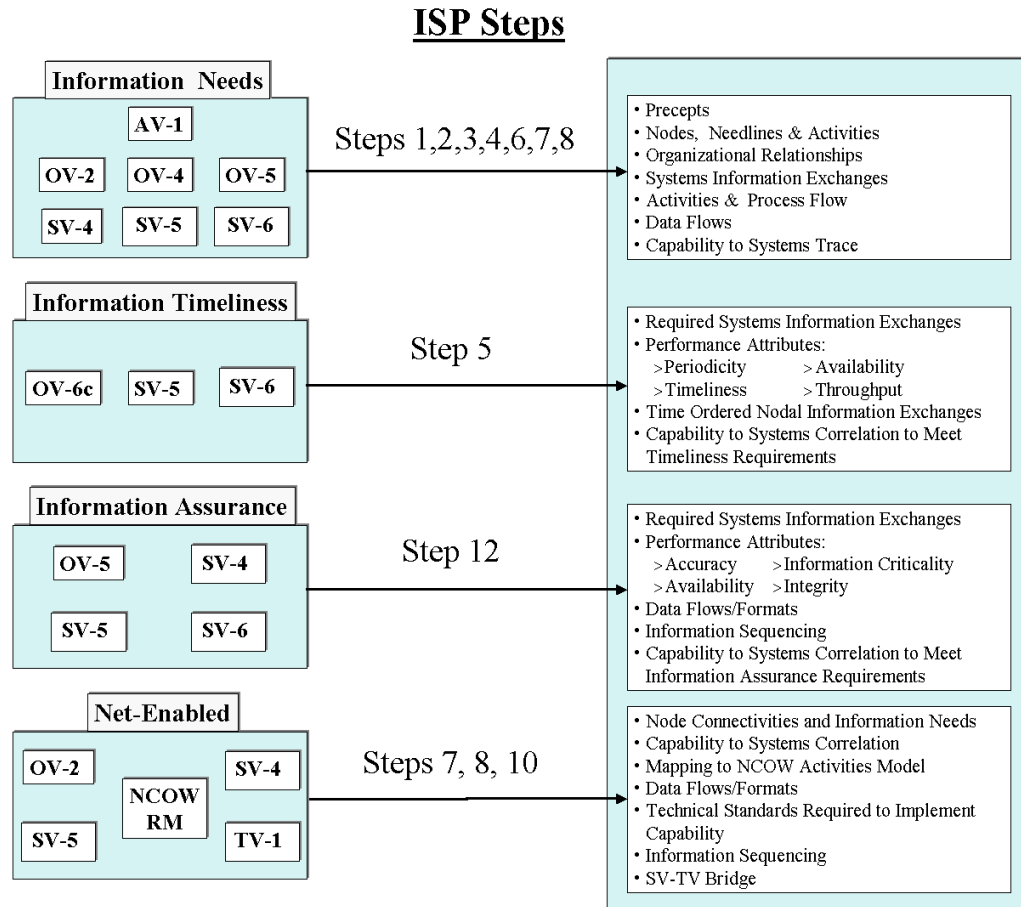 ISP Steps
Information Needs
AV-1
OV-2 OV-4 OV-5
SV-4 SV-5 SV-6
Steps 1,2,3,4,6,7,8
• Precepts
• Nodes, Needlines & Activities
• Organizational Relationships
• Systems Information Exchanges
• Activities & Process Flow
• Data Flows
• Capability to Systems Trace
Information Timeliness
OV-6c SV-5 SV-6
Step 5
• Required Systems Information Exchanges
• Performance Attributes:
>Periodicity >Availability
>Timeliness >Throughput
• Time Ordered Nodal Information Exchanges
• Capability to Systems Correlation to Meet
Timeliness Requirements
Information Assurance
OV-5 SV-4
SV-5 SV-6
Step 12
• Required Systems Information Exchanges
• Performance Attributes:
>Accuracy >Information Criticality
>Availability >Integrity
• Data Flows/Formats
• Information Sequencing
• Capability to Systems Correlation to Meet
Information Assurance Requirements
Net-Enabled
OV-2 SV-4
NCOW
RM
SV-5 TV-1
Steps 7, 8, 10
• Node Connectivities and Information Needs
• Capability to Systems Correlation
• Mapping to NCOW Activities Model
• Data Flows/Formats
• Technical Standards Required to Implement
Capability
• Information Sequencing
• SV-TV Bridge